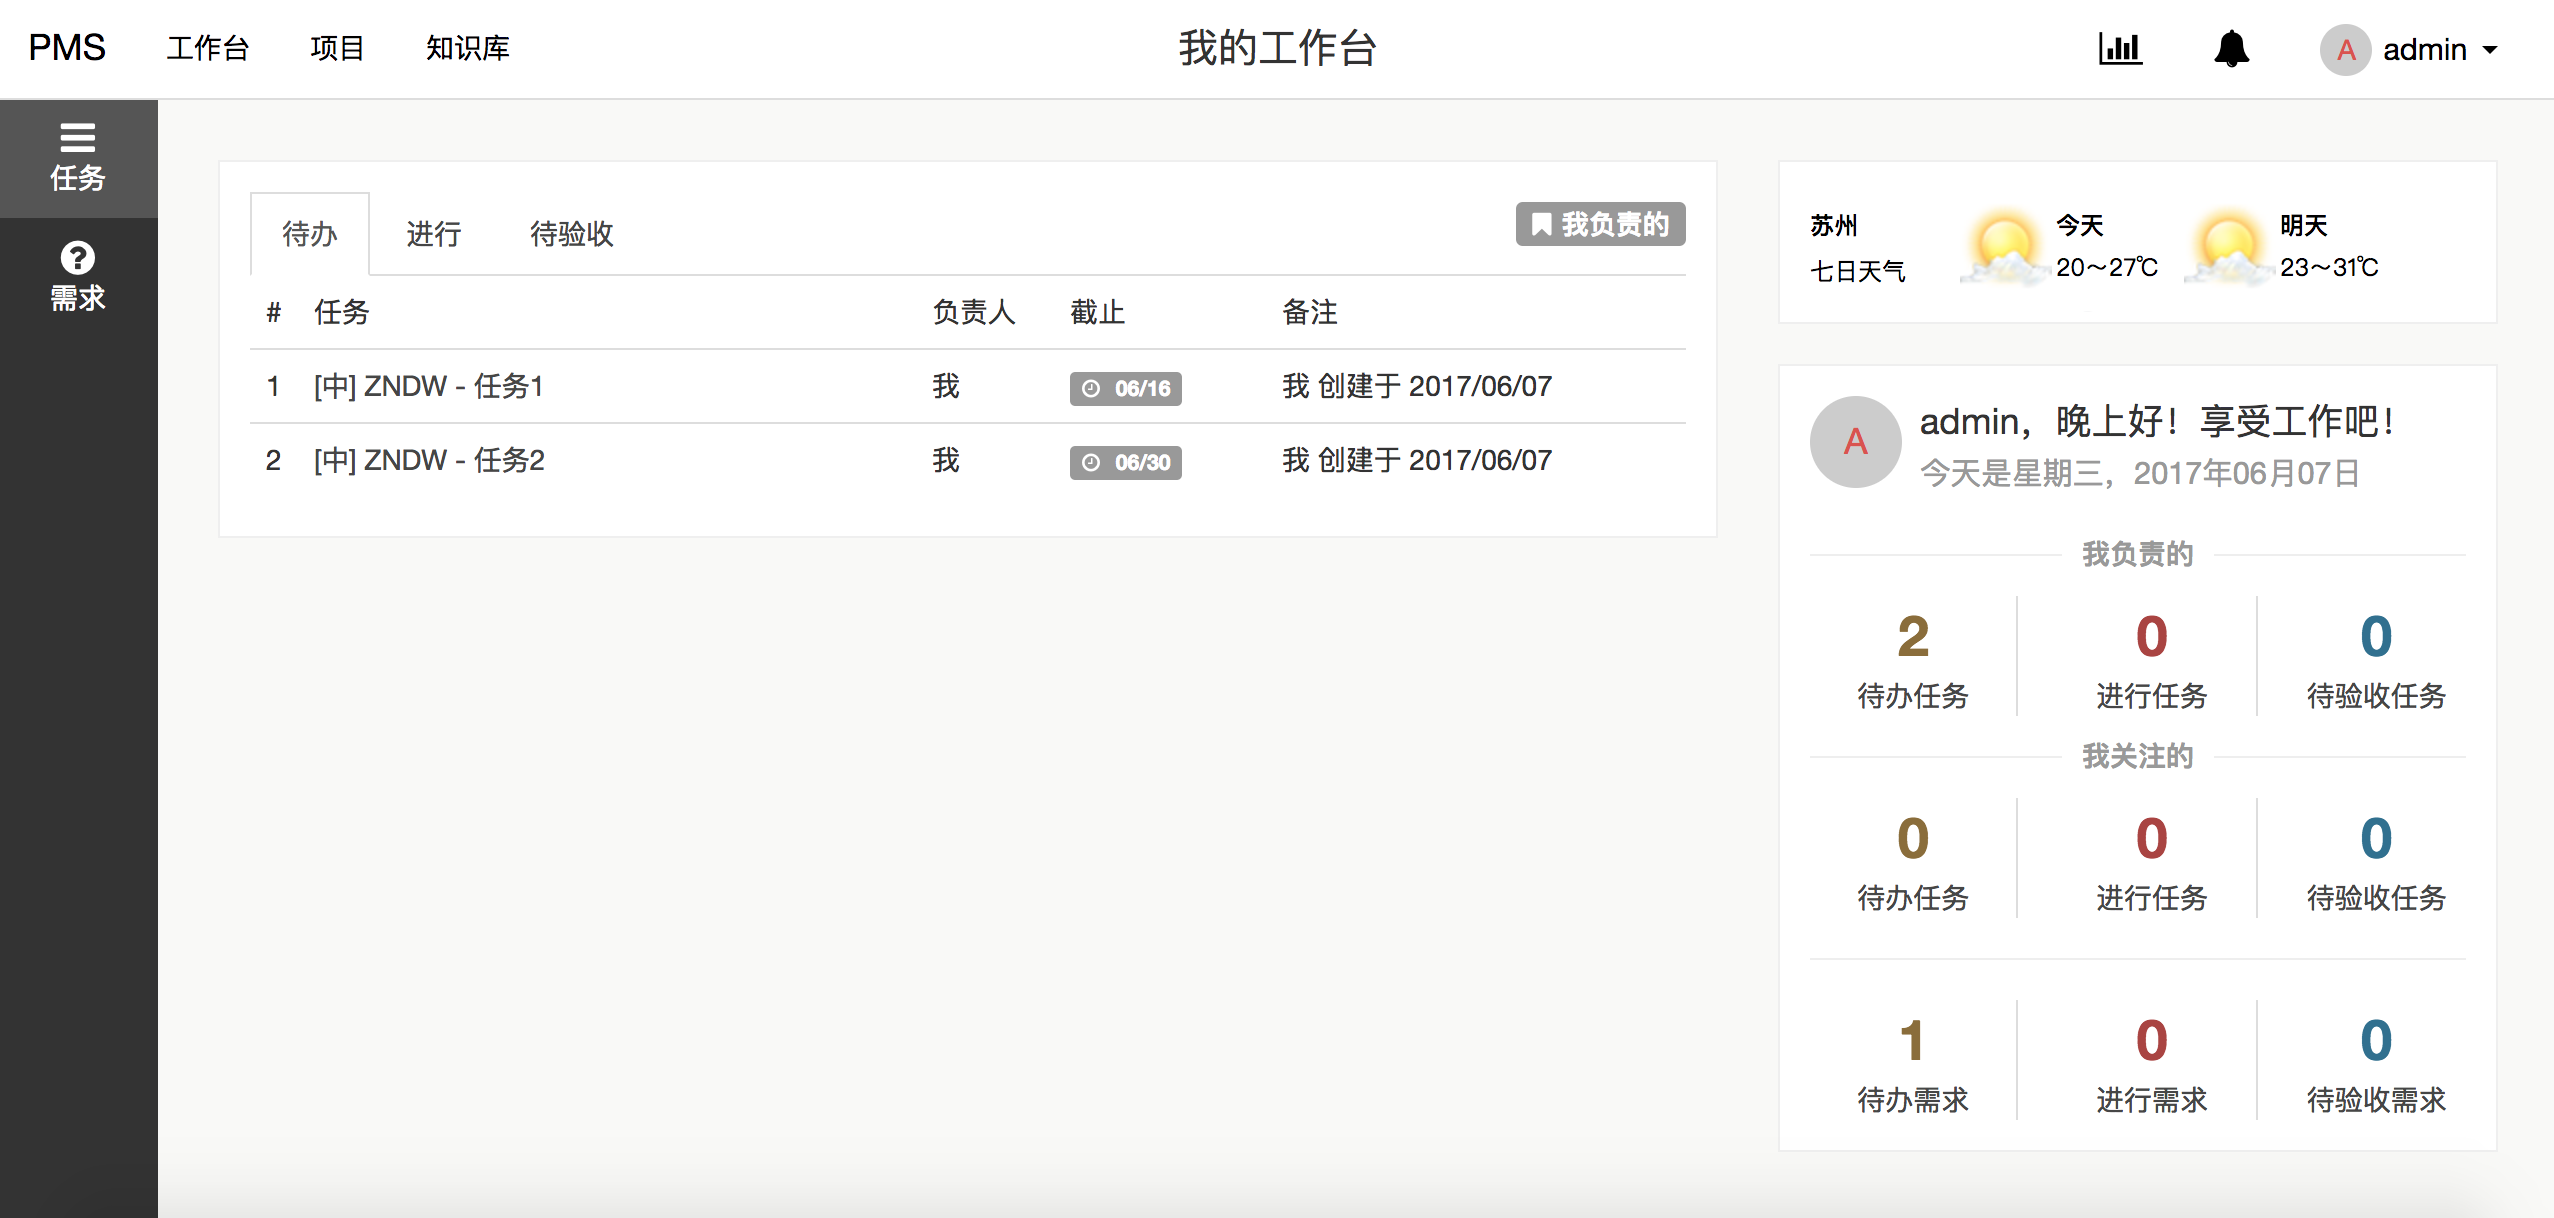 PMS 工作台 项目 知识库 我的工作台 A admin
任务
需求
待办 进行 待验收 我负责的
# 任务 负责人 截止 备注
1 [中] ZNDW - 任务1 我 06/16 我 创建于 2017/06/07
2 [中] ZNDW - 任务2 我 06/30 我 创建于 2017/06/07
苏州 今天 明天
七日天气 20～27℃ 23～31℃
A
admin，晚上好！享受工作吧！
今天是星期三，2017年06月07日
我负责的
2 0 0
待办任务 进行任务 待验收任务
我关注的
0 0 0
待办任务 进行任务 待验收任务
1 0 0
待办需求 进行需求 待验收需求